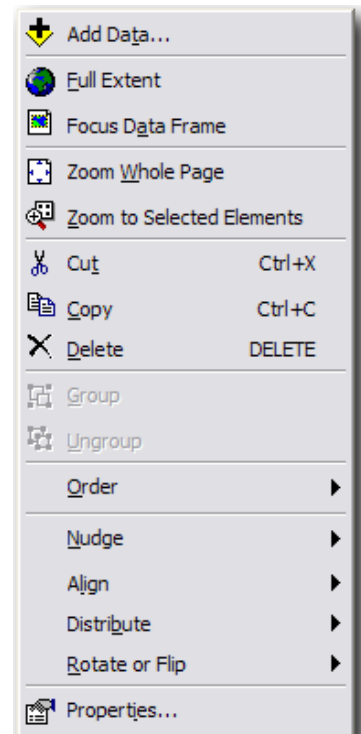 Add Data...
Full Extent
Focus Data Frame
Zoom Whole Page
Zoom to Selected Elements
Cut Ctrl+X
Copy Ctrl+C
Delete DELETE
Group
Ungroup
Order
Nudge
Align
Distribute
Rotate or Flip
Properties...